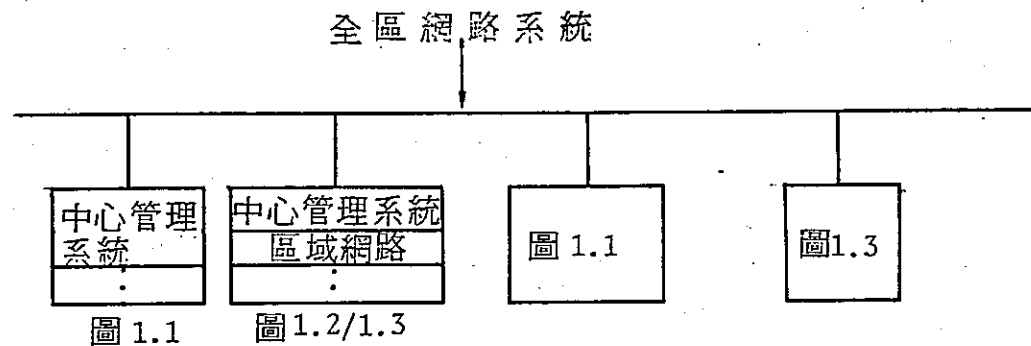 全區網路系統
中心管理
系統
:
圖 1.1
中心管理系統
區域網路
:
圖 1.2/1.3
圖 1.1
圖1.3